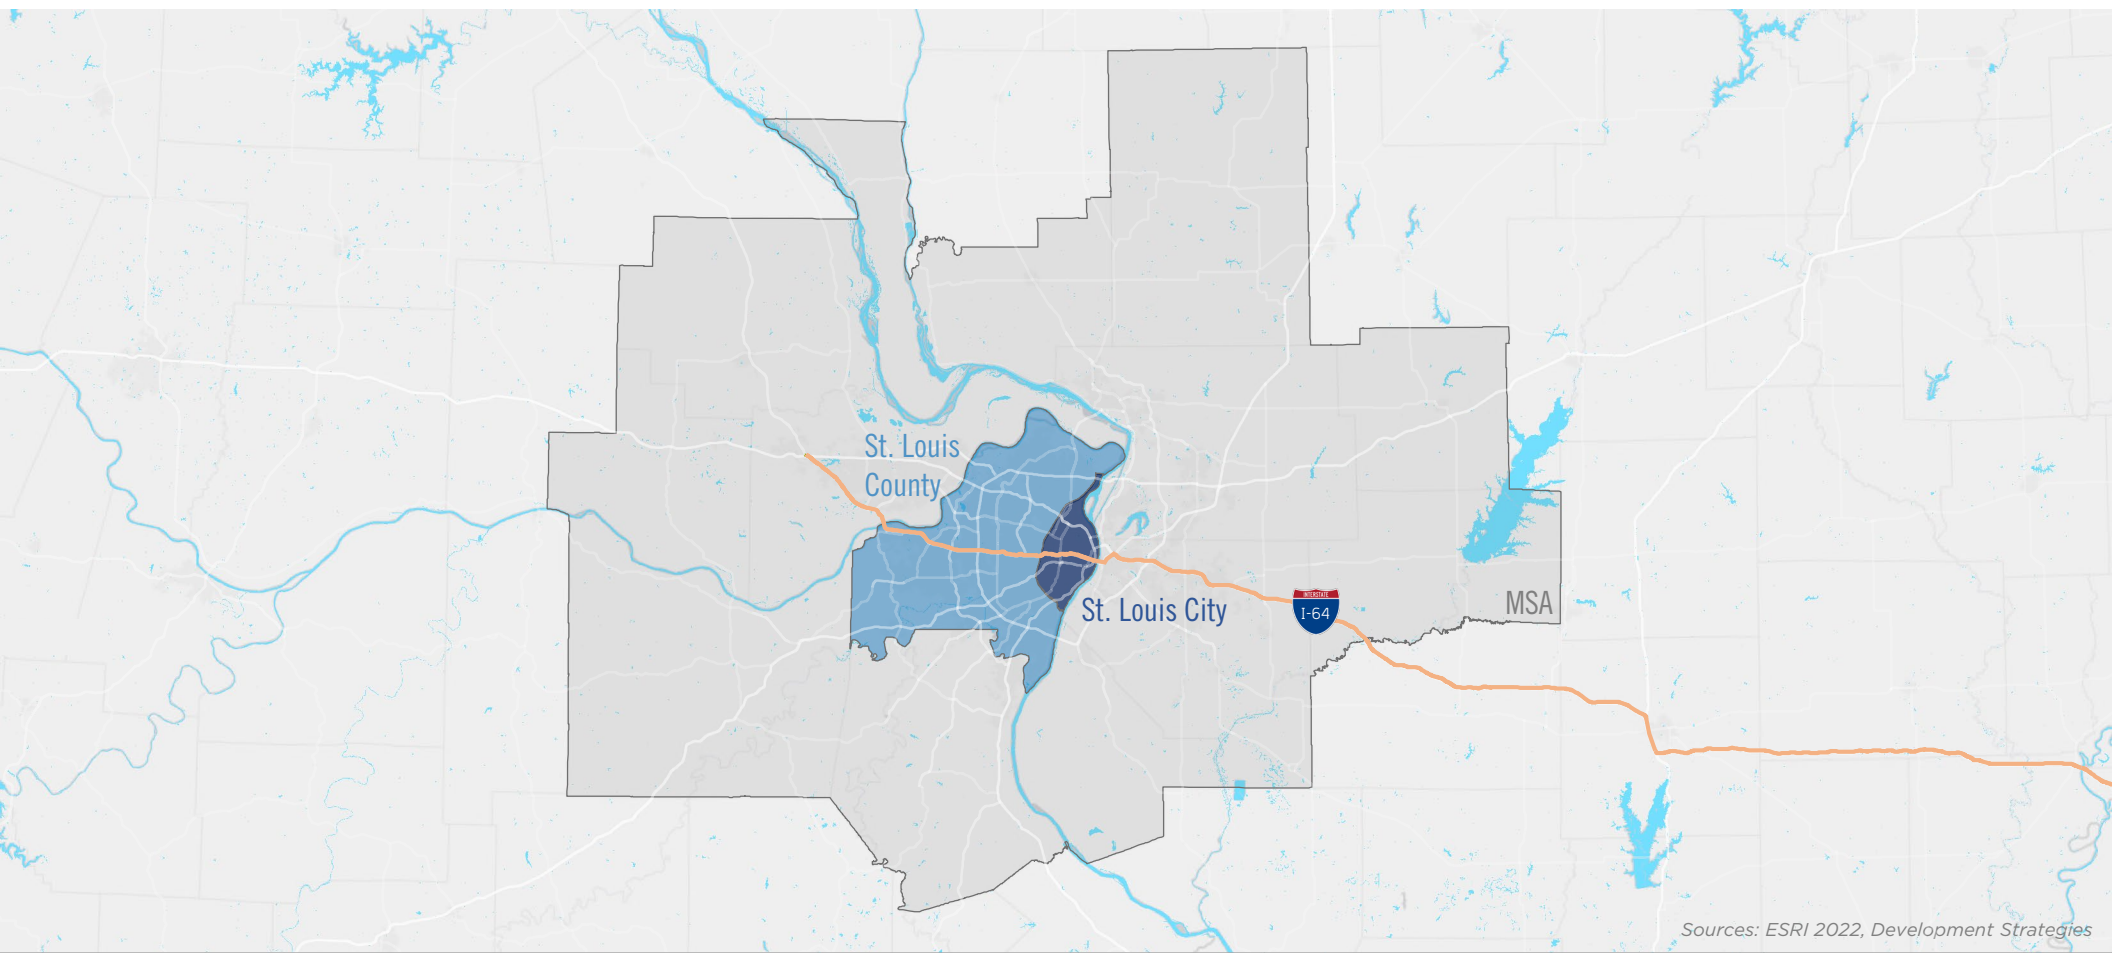 St. Louis
County
St. Louis City
INTERSTATE
I-64
MSA
Sources: ESRI 2022, Development Strategies